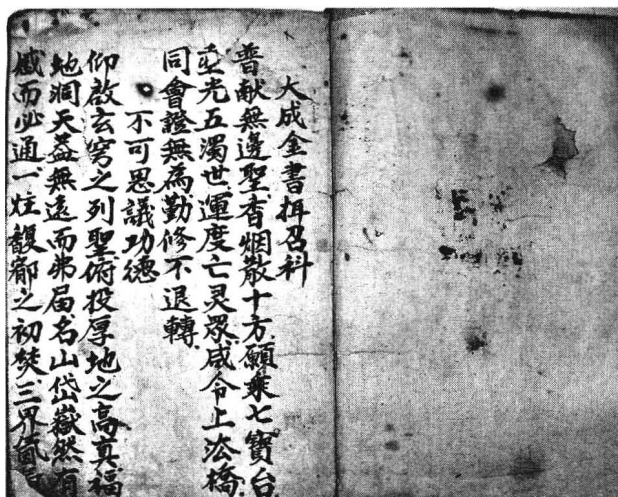 大成金書揖召科
普献無邊聖香烟散十方願乘七寶台
垂光五濁世運度亡灵眾咸令上法橋
同會證無為勤修不退轉
不可思議功德
仰啟玄穹之列聖俯投厚地之高真福
地洞天蓋無遠而弗届名山岱嶽然有
感而必通一炷馥郁之初焚三界氤